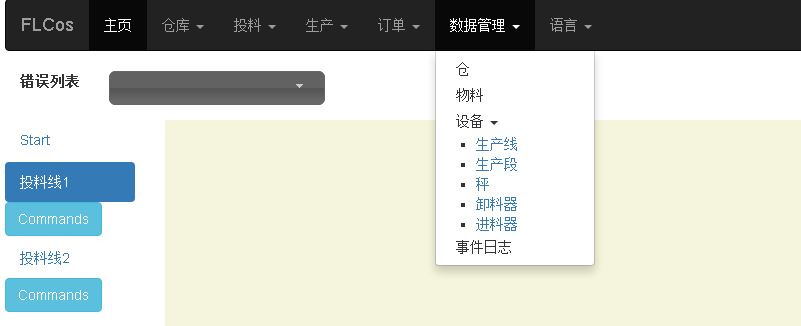 FLCos 主页 仓库 投料 生产 订单 数据管理 语言
错误列表
仓
物料
设备
生产线
生产段
秤
卸料器
进料器
事件日志
Start
投料线1
Commands
投料线2
Commands